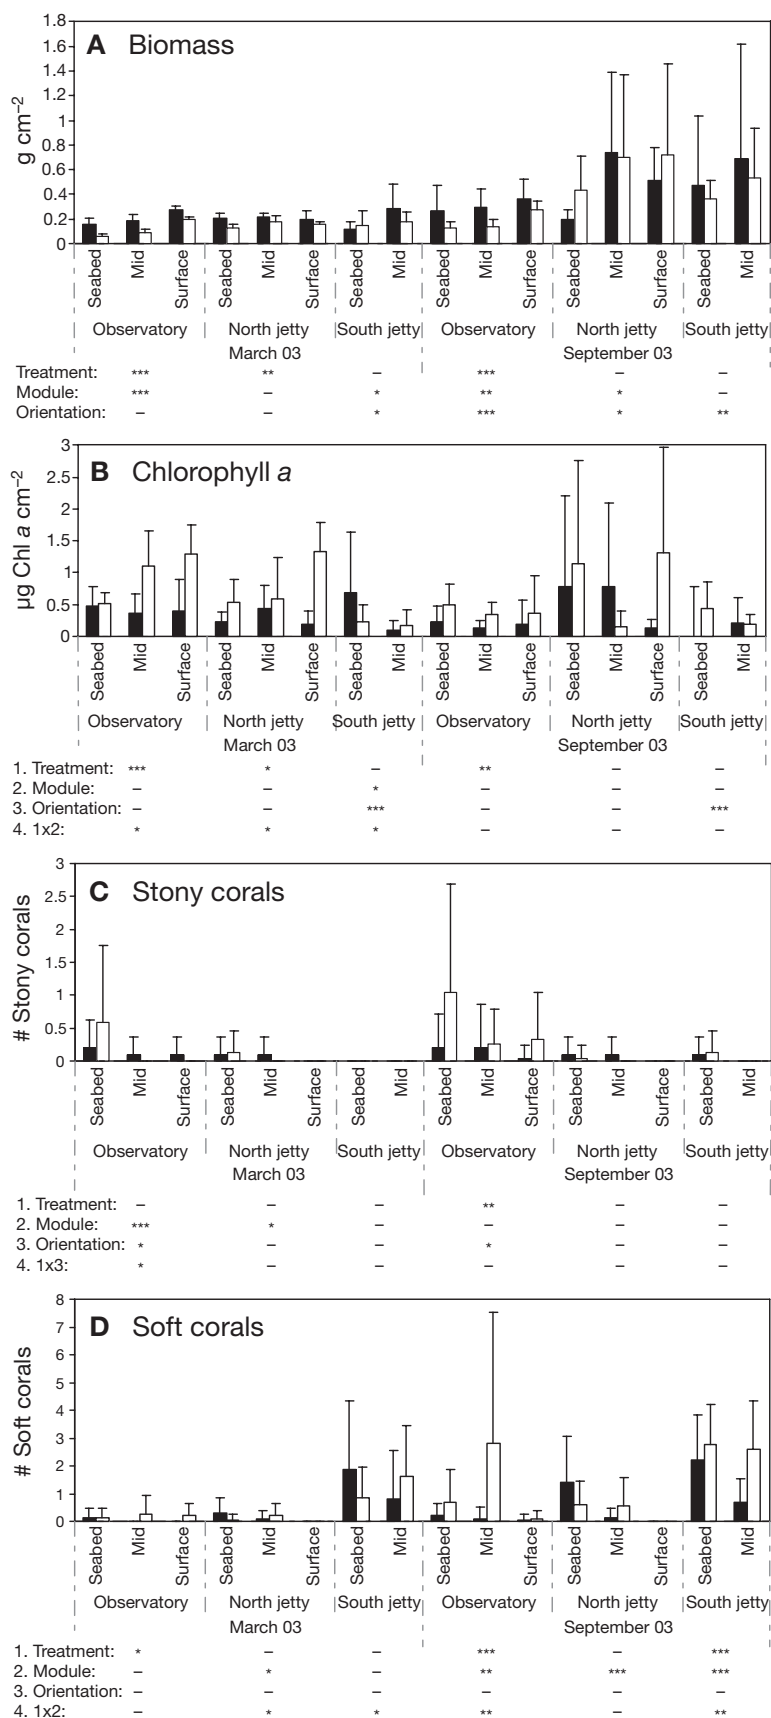 A Biomass
g cm–2
1.8
1.6
1.4
1.2
1
0.8
0.6
0.4
0.2
0
Seabed Mid Surface Seabed Mid Surface Seabed Mid Seabed Mid Surface Seabed Mid Surface Seabed Mid
Observatory North jetty South jetty Observatory North jetty South jetty
March 03 September 03
Treatment: *** ** – *** – –
Module: *** – * ** * –
Orientation: – – * *** * **
B Chlorophyll a
µg Chl a cm–2
3
2.5
2
1.5
1
0.5
0
Seabed Mid Surface Seabed Mid Surface Seabed Mid Seabed Mid Surface Seabed Mid Surface Seabed Mid
Observatory North jetty South jetty Observatory North jetty South jetty
March 03 September 03
1. Treatment: *** * – ** – –
2. Module: – – * – – –
3. Orientation: – – *** – – ***
4. 1x2: * * * – – –
C Stony corals
# Stony corals
3
2.5
2
1.5
1
0.5
0
Seabed Mid Surface Seabed Mid Surface Seabed Mid Seabed Mid Surface Seabed Mid Surface Seabed Mid
Observatory North jetty South jetty Observatory North jetty South jetty
March 03 September 03
1. Treatment: – – – ** – –
2. Module: *** * – – – –
3. Orientation: * – – * – –
4. 1x3: * – – – – –
D Soft corals
# Soft corals
8
7
6
5
4
3
2
1
0
Seabed Mid Surface Seabed Mid Surface Seabed Mid Seabed Mid Surface Seabed Mid Surface Seabed Mid
Observatory North jetty South jetty Observatory North jetty South jetty
March 03 September 03
1. Treatment: * – – *** – ***
2. Module: – * – ** *** ***
3. Orientation: – – – – – –
4. 1x2: – * * ** – **